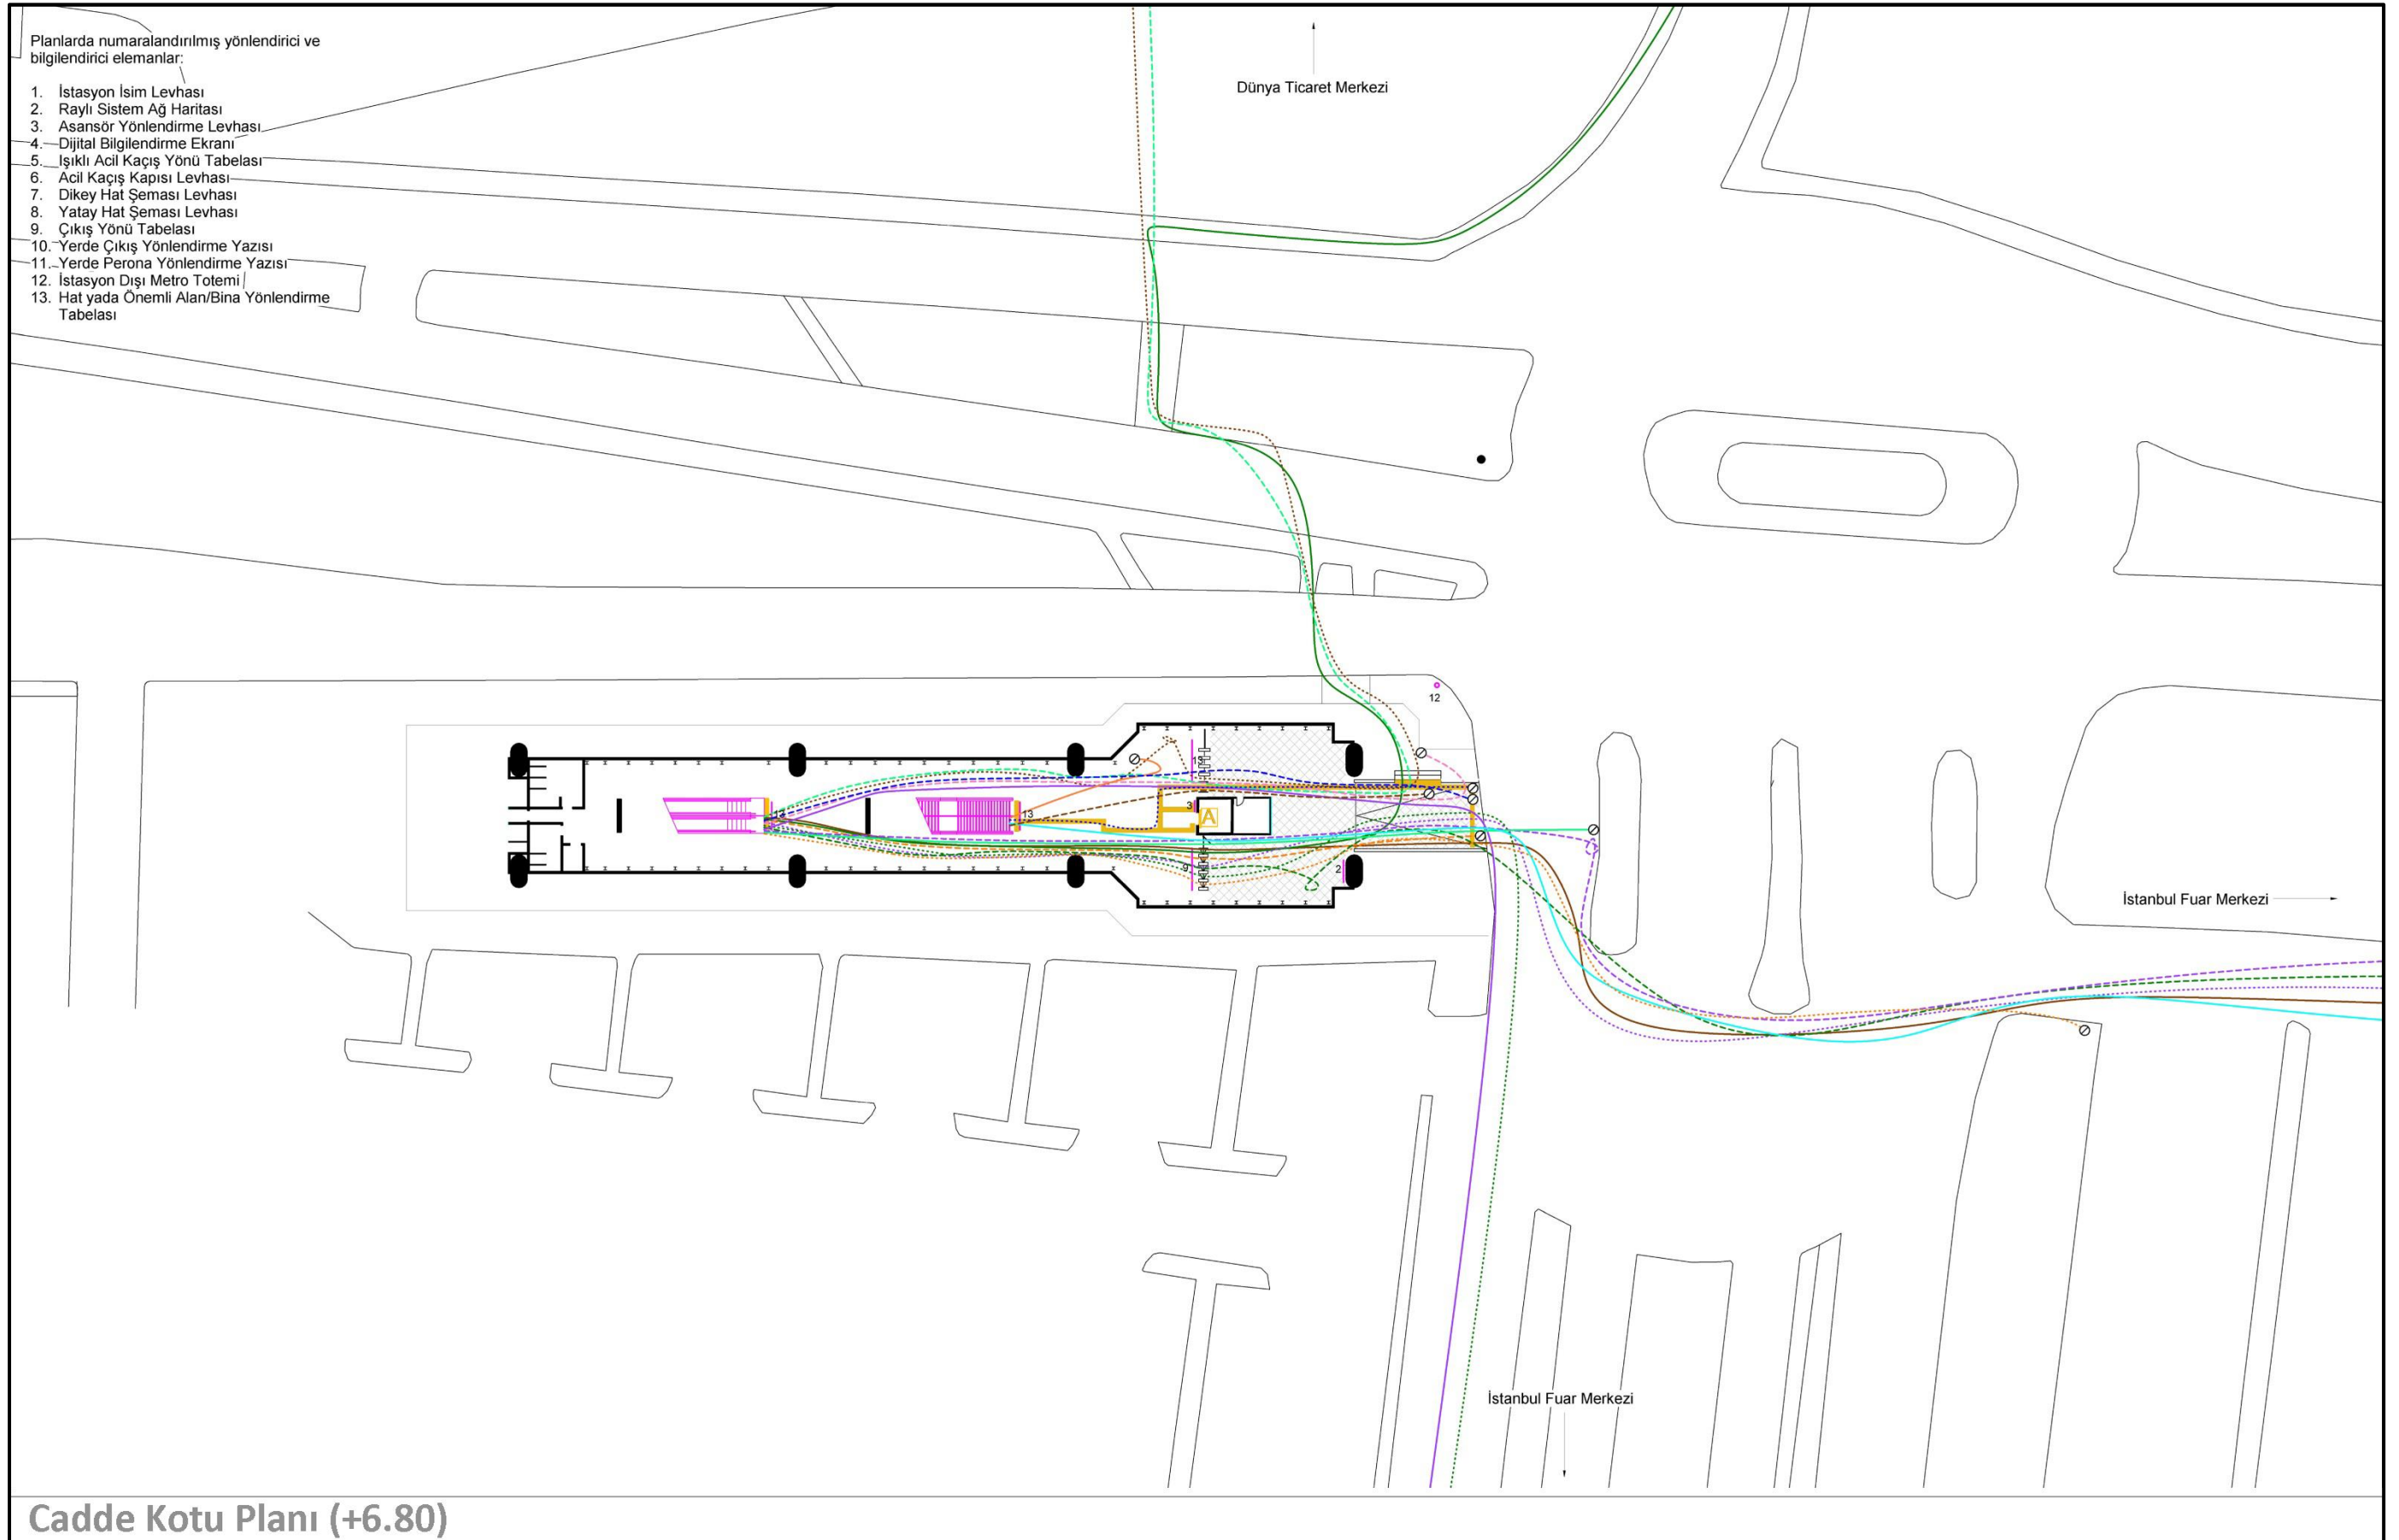 Planlarda numaralandırılmış yönlendirici ve
bilgilendirici elemanlar:
1. İstasyon İsim Levhası
2. Raylı Sistem Ağ Haritası
3. Asansör Yönlendirme Levhası
4. Dijital Bilgilendirme Ekranı
5. Işıklı Acil Kaçış Yönü Tabelası
6. Acil Kaçış Kapısı Levhası
7. Dikey Hat Şeması Levhası
8. Yatay Hat Şeması Levhası
9. Çıkış Yönü Tabelası
10. Yerde Çıkış Yönlendirme Yazısı
11. Yerde Perona Yönlendirme Yazısı
12. İstasyon Dışı Metro Totemi
13. Hat yada Önemli Alan/Bina Yönlendirme
Tabelası
Dünya Ticaret Merkezi
12
13
3
A
13
9
2
İstanbul Fuar Merkezi
İstanbul Fuar Merkezi
Cadde Kotu Planı (+6.80)